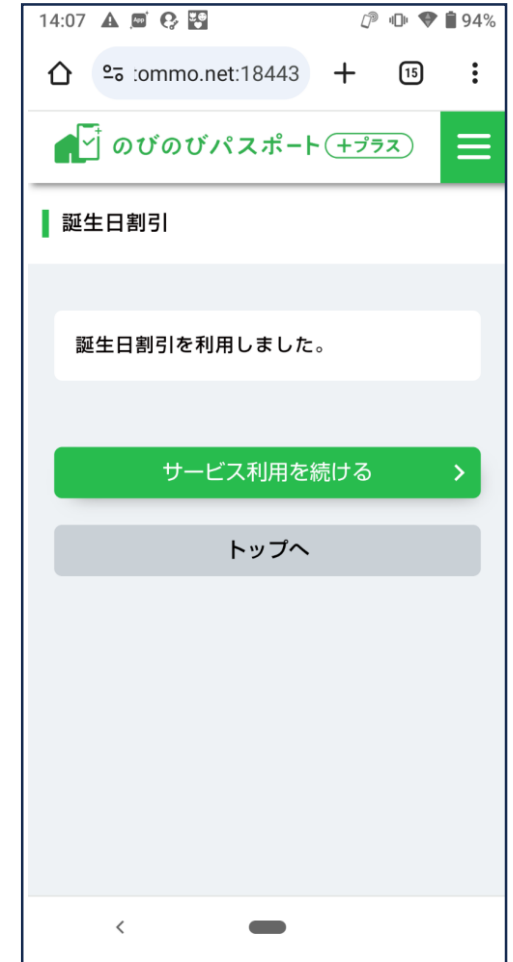 14:07 94%
tommo.net:18443 15
のびのびパスポート +プラス
誕生日割引
誕生日割引を利用しました。
サービス利用を続ける
トップへ